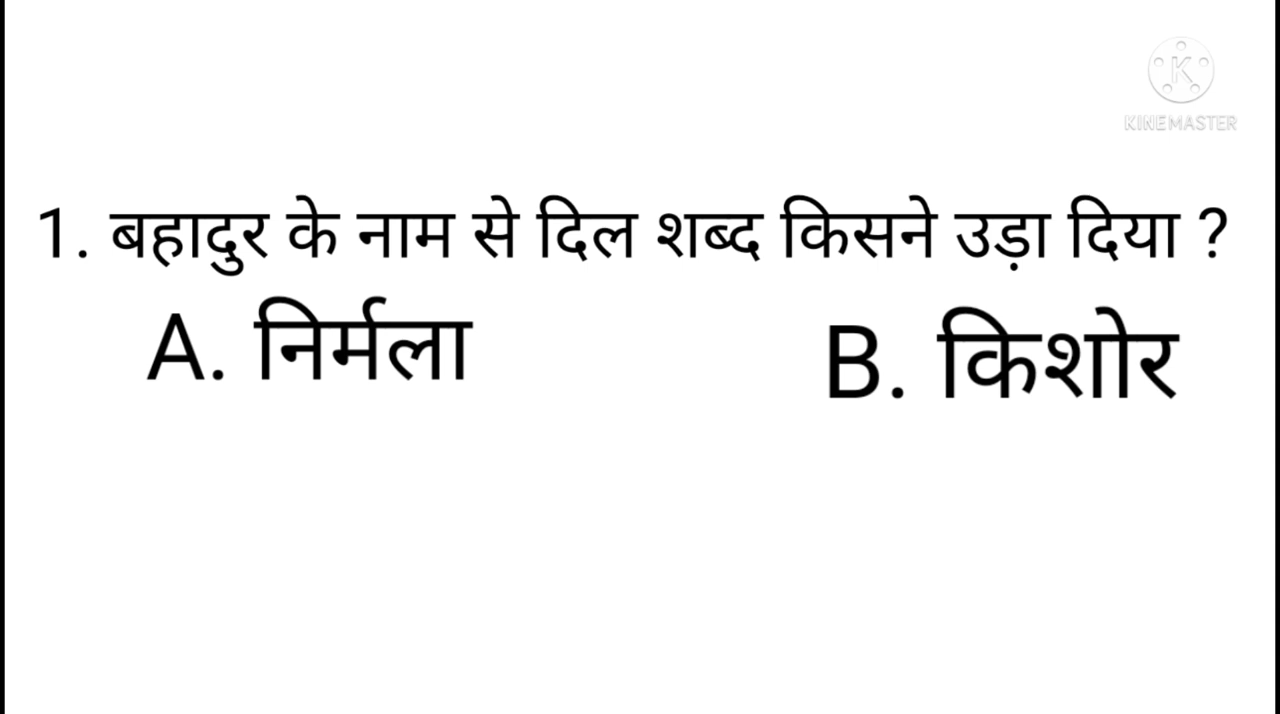 KINEMASTER
1. बहादुर के नाम से दिल शब्द किसने उड़ा दिया ?
A. निर्मला B. किशोर